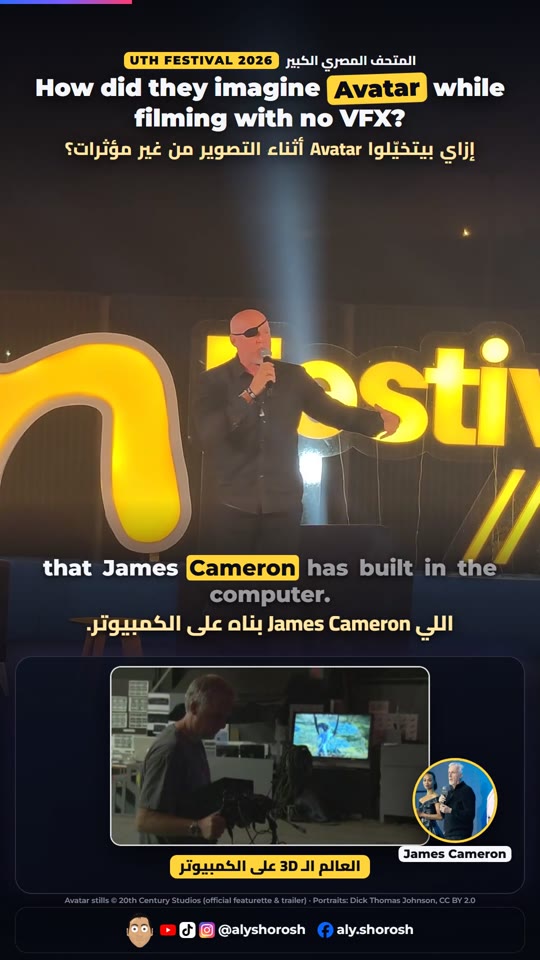 UTH FESTIVAL 2026 المتحف المصري الكبير
How did they imagine Avatar while
filming with no VFX?
إزاي بيتخيّلوا Avatar أثناء التصوير من غير مؤثرات؟
n Festiv
//
that James Cameron has built in the
computer.
اللي James Cameron بناه على الكمبيوتر.
James Cameron
العالم الـ 3D على الكمبيوتر
Avatar stills © 20th Century Studios (official featurette & trailer) · Portraits: Dick Thomas Johnson, CC BY 2.0
@alyshorosh aly.shorosh